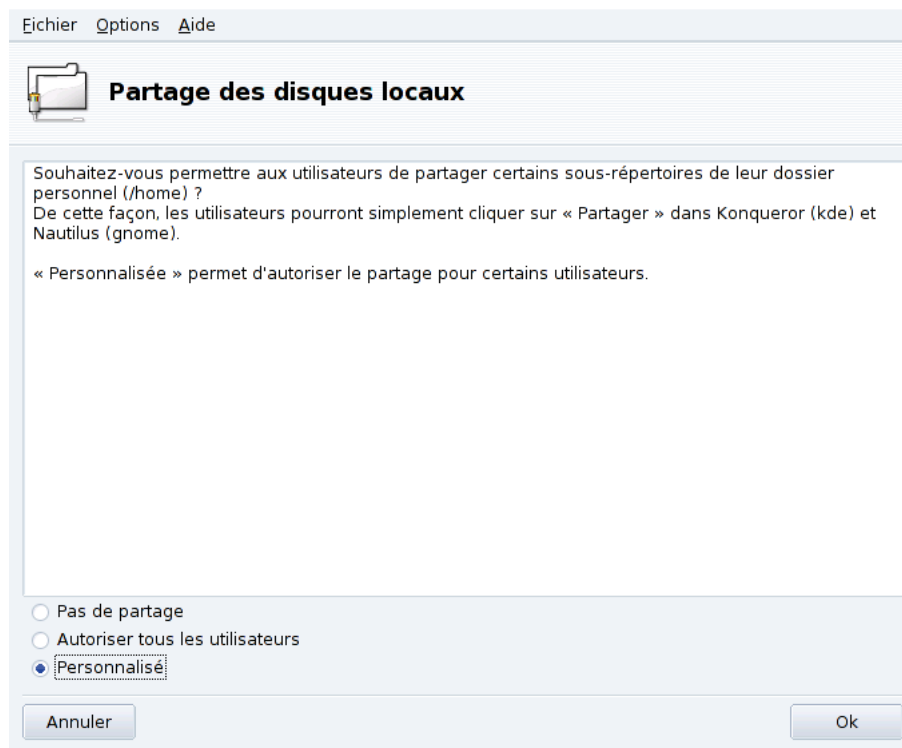 Fichier Options Aide
Partage des disques locaux
Souhaitez-vous permettre aux utilisateurs de partager certains sous-répertoires de leur dossier
personnel (/home) ?
De cette façon, les utilisateurs pourront simplement cliquer sur « Partager » dans Konqueror (kde) et
Nautilus (gnome).
« Personnalisée » permet d'autoriser le partage pour certains utilisateurs.
Pas de partage
Autoriser tous les utilisateurs
Personnalisé
Annuler Ok